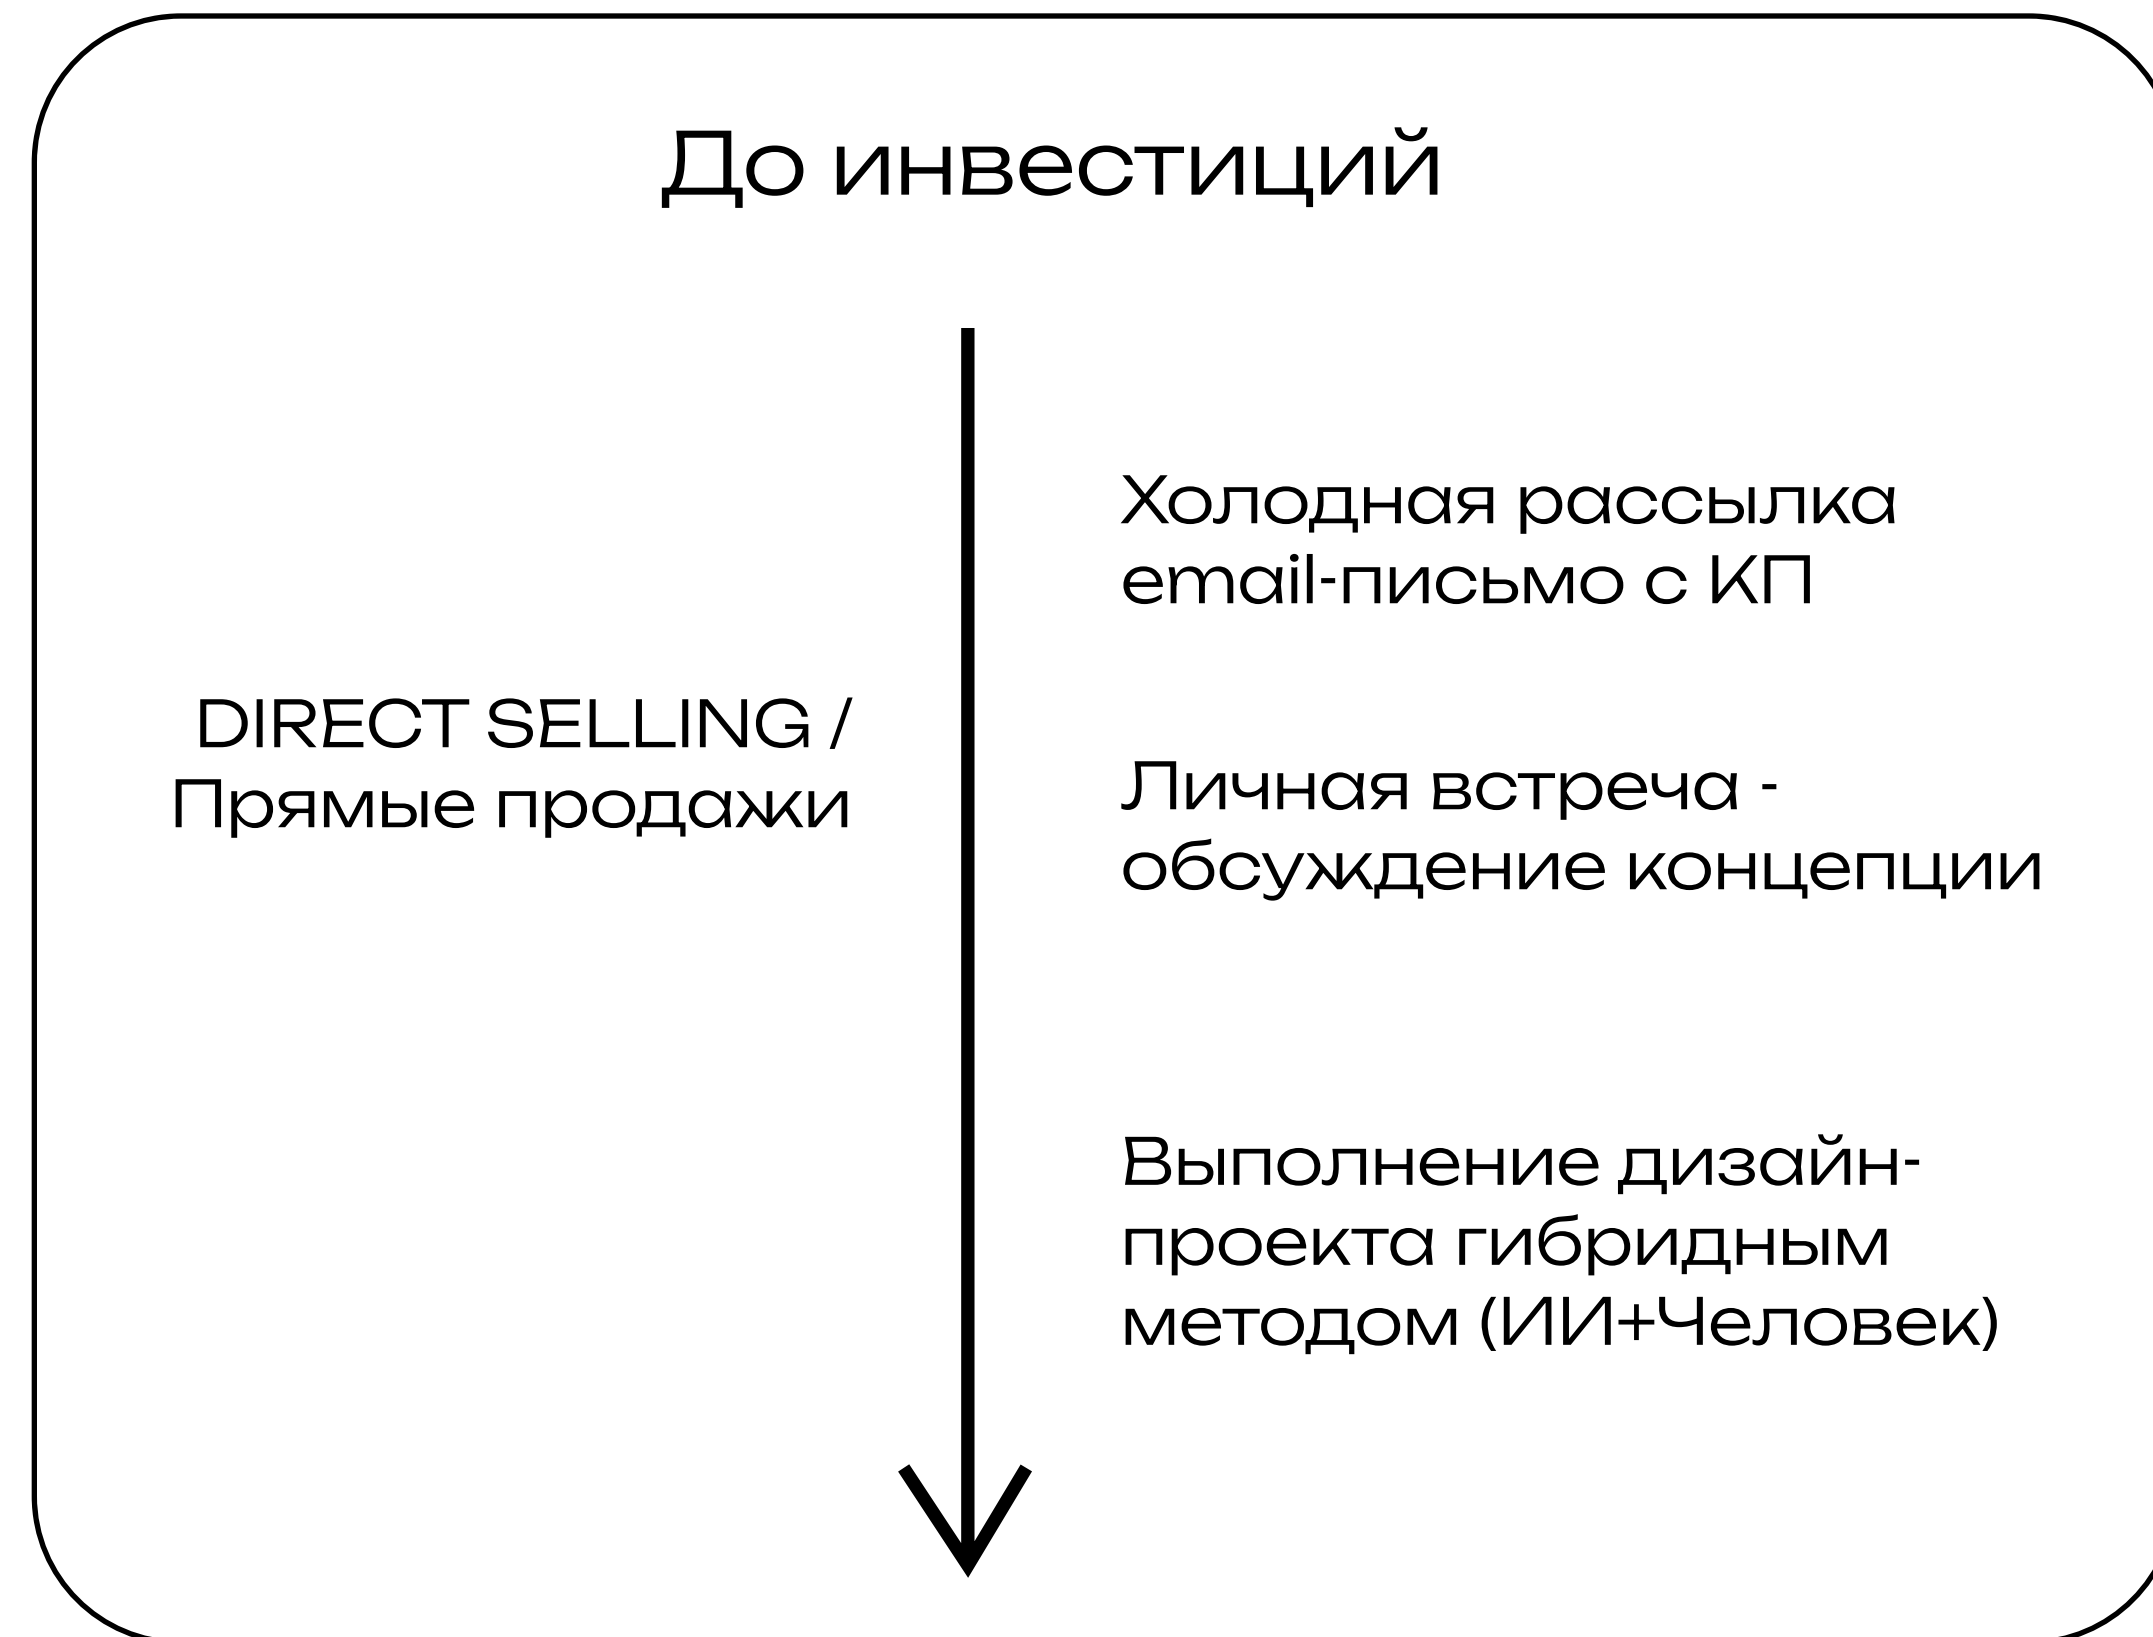 До инвестиций
DIRECT SELLING /
Прямые продажи
Холодная рассылка
email-письмо с КП
Личная встреча -
обсуждение концепции
Выполнение дизайн-
проекта гибридным
методом (ИИ+Человек)